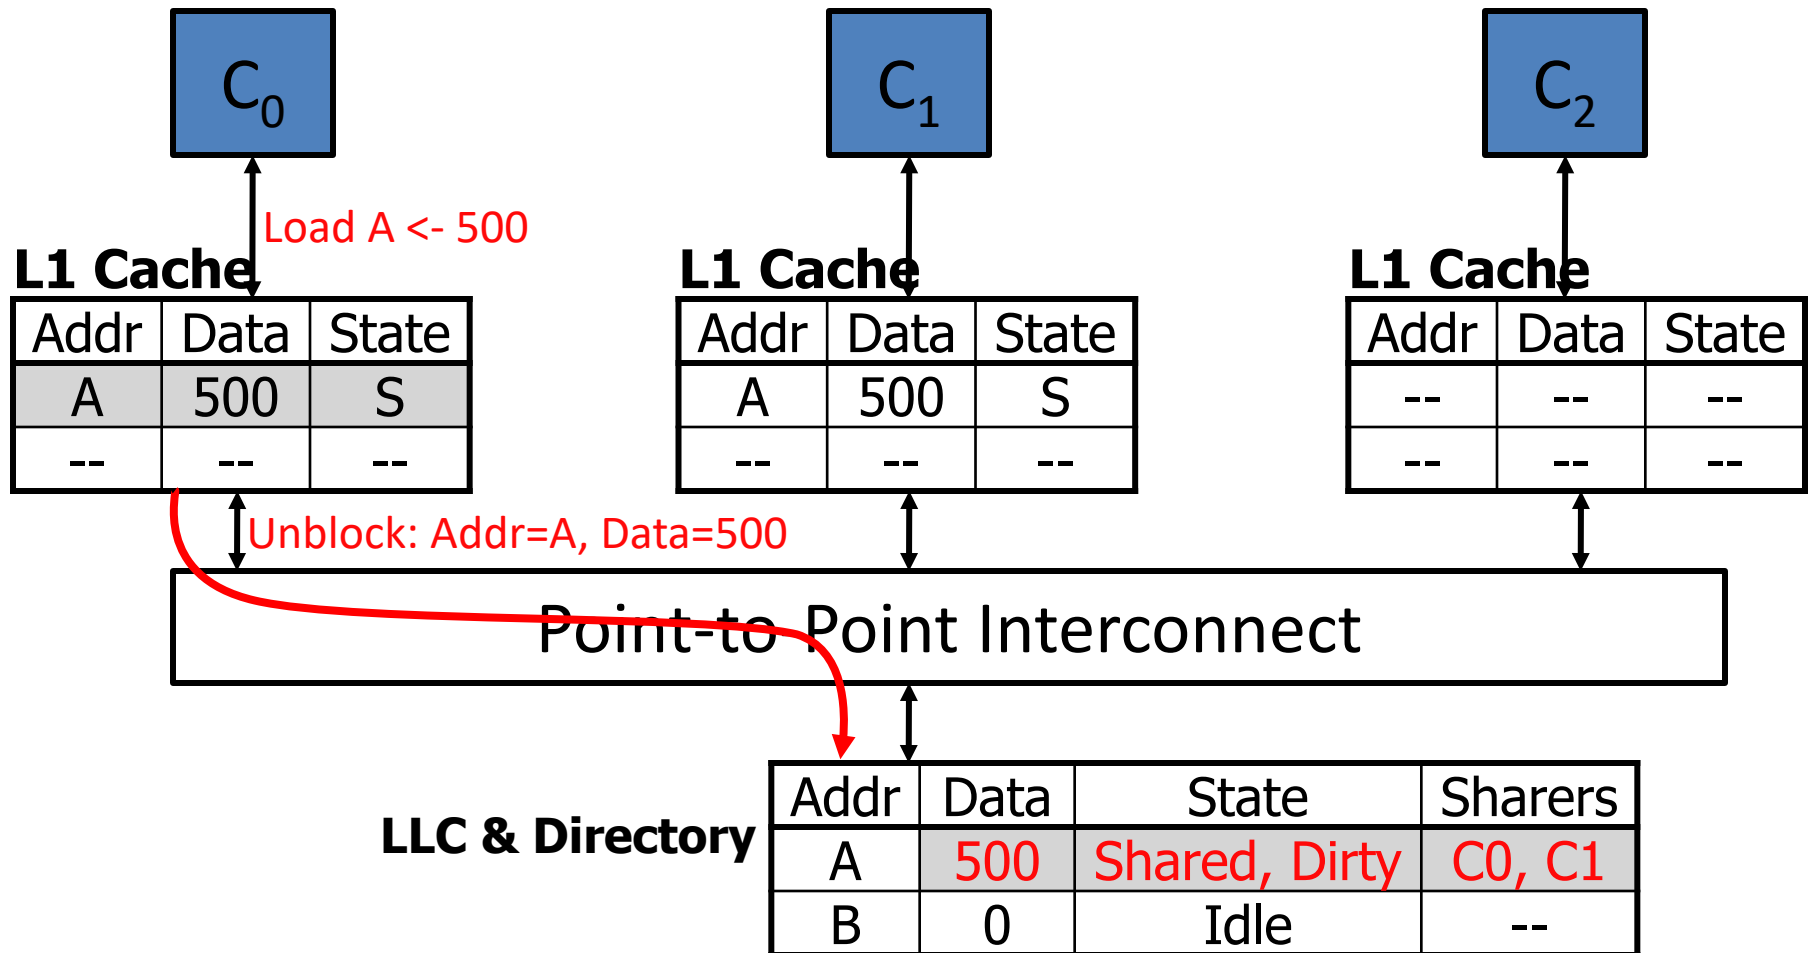 C0 C1 C2
Load A <- 500
L1 Cache L1 Cache L1 Cache
Addr Data State Addr Data State Addr Data State
A 500 S A 500 S -- -- --
-- -- -- -- -- -- -- -- --
Unblock: Addr=A, Data=500
Point-to Point Interconnect
Addr Data State Sharers
LLC & Directory
A 500 Shared, Dirty C0, C1
B 0 Idle --